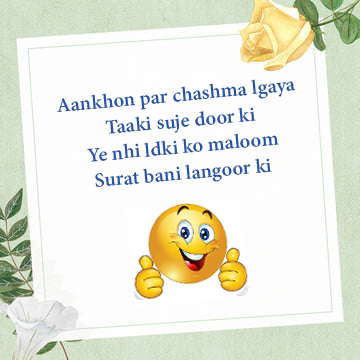 Aankhon par chashma lgaya
Taaki suje door ki
Ye nhi ldki ko maloom
Surat bani langoor ki